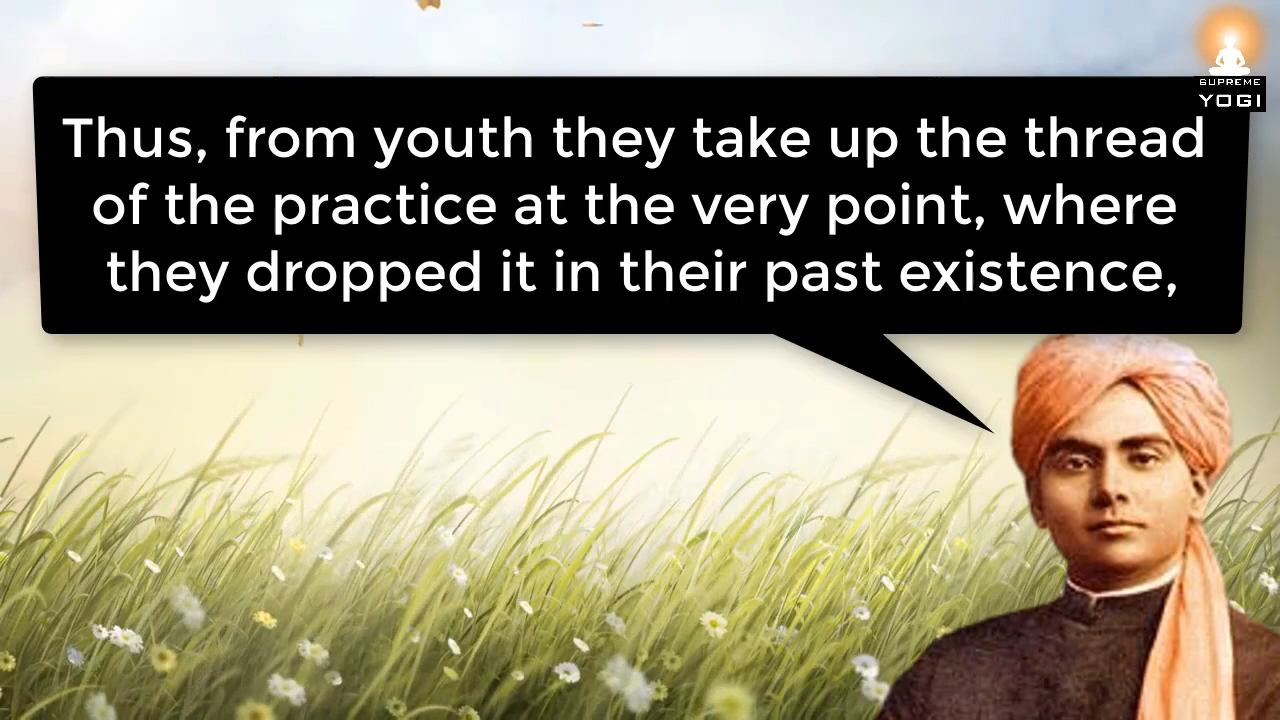 SUPREME
YOGI
Thus, from youth they take up the thread
of the practice at the very point, where
they dropped it in their past existence,